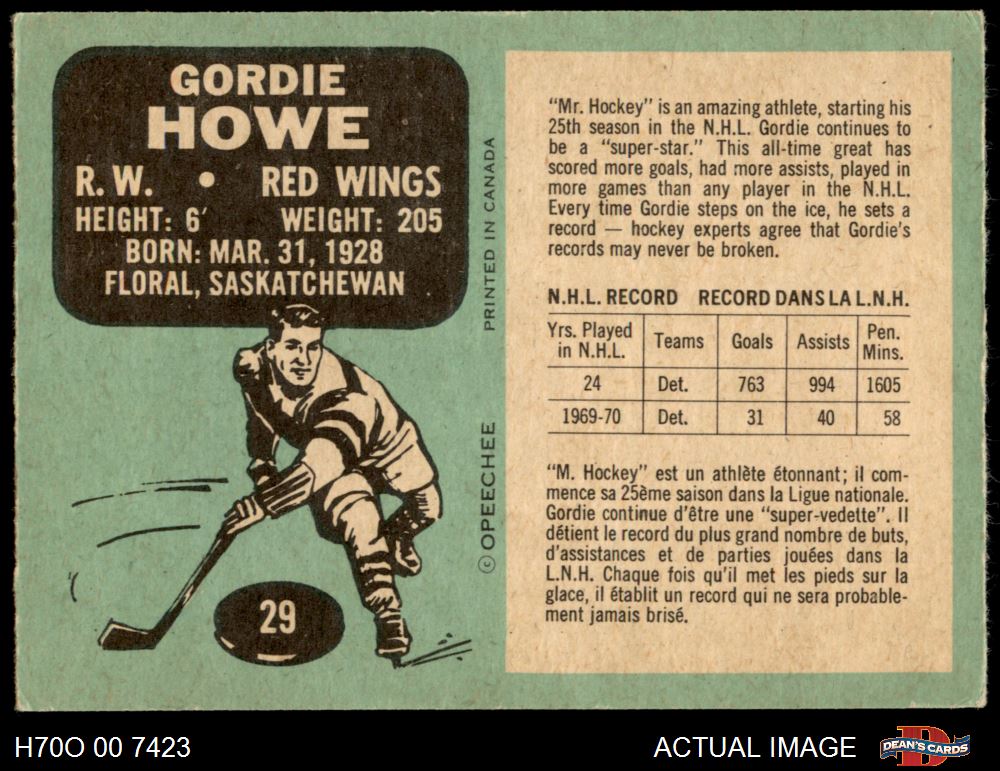 GORDIE
HOWE
R. W. • RED WINGS
HEIGHT: 6′ WEIGHT: 205
BORN: MAR. 31, 1928
FLORAL, SASKATCHEWAN
29
© OPEECHEE PRINTED IN CANADA
“Mr. Hockey” is an amazing athlete, starting his
25th season in the N.H.L. Gordie continues to
be a “super-star.” This all-time great has
scored more goals, had more assists, played in
more games than any player in the N.H.L.
Every time Gordie steps on the ice, he sets a
record — hockey experts agree that Gordie’s
records may never be broken.
N.H.L. RECORD RECORD DANS LA L.N.H.
Yrs. Played in N.H.L. Teams Goals Assists Pen. Mins.
24 Det. 763 994 1605
1969-70 Det. 31 40 58
“M. Hockey” est un athlète étonnant; il com-
mence sa 25ème saison dans la Ligue nationale.
Gordie continue d’être une “super-vedette”. Il
détient le record du plus grand nombre de buts,
d’assistances et de parties jouées dans la
L.N.H. Chaque fois qu’il met les pieds sur la
glace, il établit un record qui ne sera probable-
ment jamais brisé.
H70O 00 7423
ACTUAL IMAGE
DEAN'S CARDS